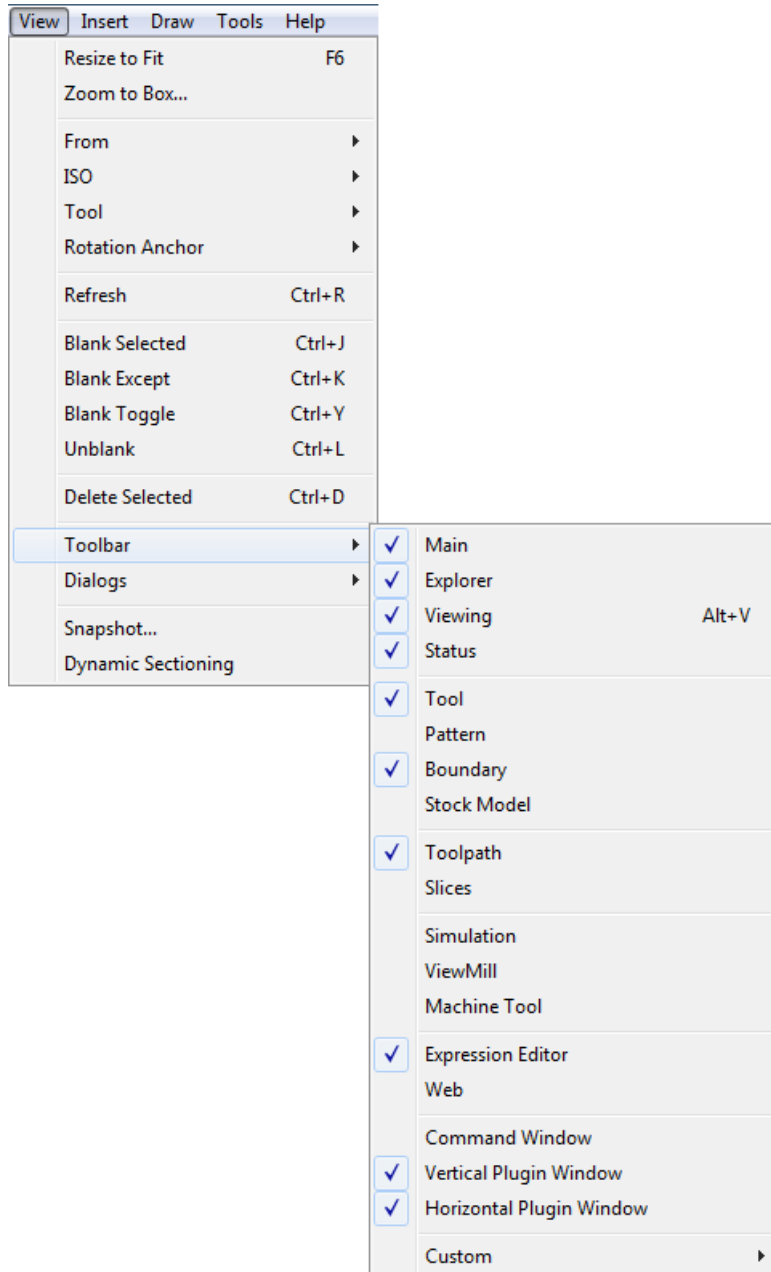 View Insert Draw Tools Help
Resize to Fit F6
Zoom to Box...
From
ISO
Tool
Rotation Anchor
Refresh Ctrl+R
Blank Selected Ctrl+J
Blank Except Ctrl+K
Blank Toggle Ctrl+Y
Unblank Ctrl+L
Delete Selected Ctrl+D
Toolbar
Dialogs
Snapshot...
Dynamic Sectioning
Main
Explorer
Viewing Alt+V
Status
Tool
Pattern
Boundary
Stock Model
Toolpath
Slices
Simulation
ViewMill
Machine Tool
Expression Editor
Web
Command Window
Vertical Plugin Window
Horizontal Plugin Window
Custom